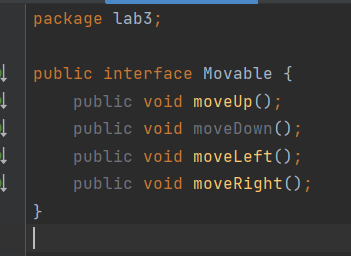 package lab3;
public interface Movable {
public void moveUp();
public void moveDown();
public void moveLeft();
public void moveRight();
}